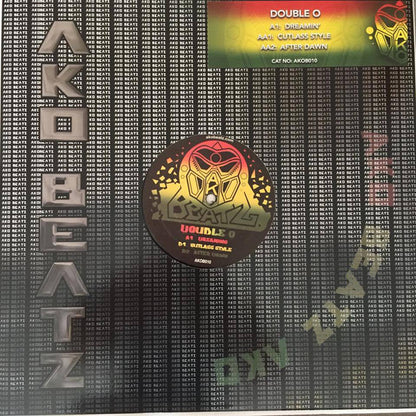 DOUBLE O
A1: DREAMIN'
AA1: CUTLASS STYLE
AA2: AFTER DAWN
CAT NO: AKOB010
AKO BEATZ
AKO
BEATZ
DOUBLE O
A1 DREAMIN
B1 CUTLASS STYLE
B2 AFTER DAWN
AKOB010
AKO BEATZ AKO